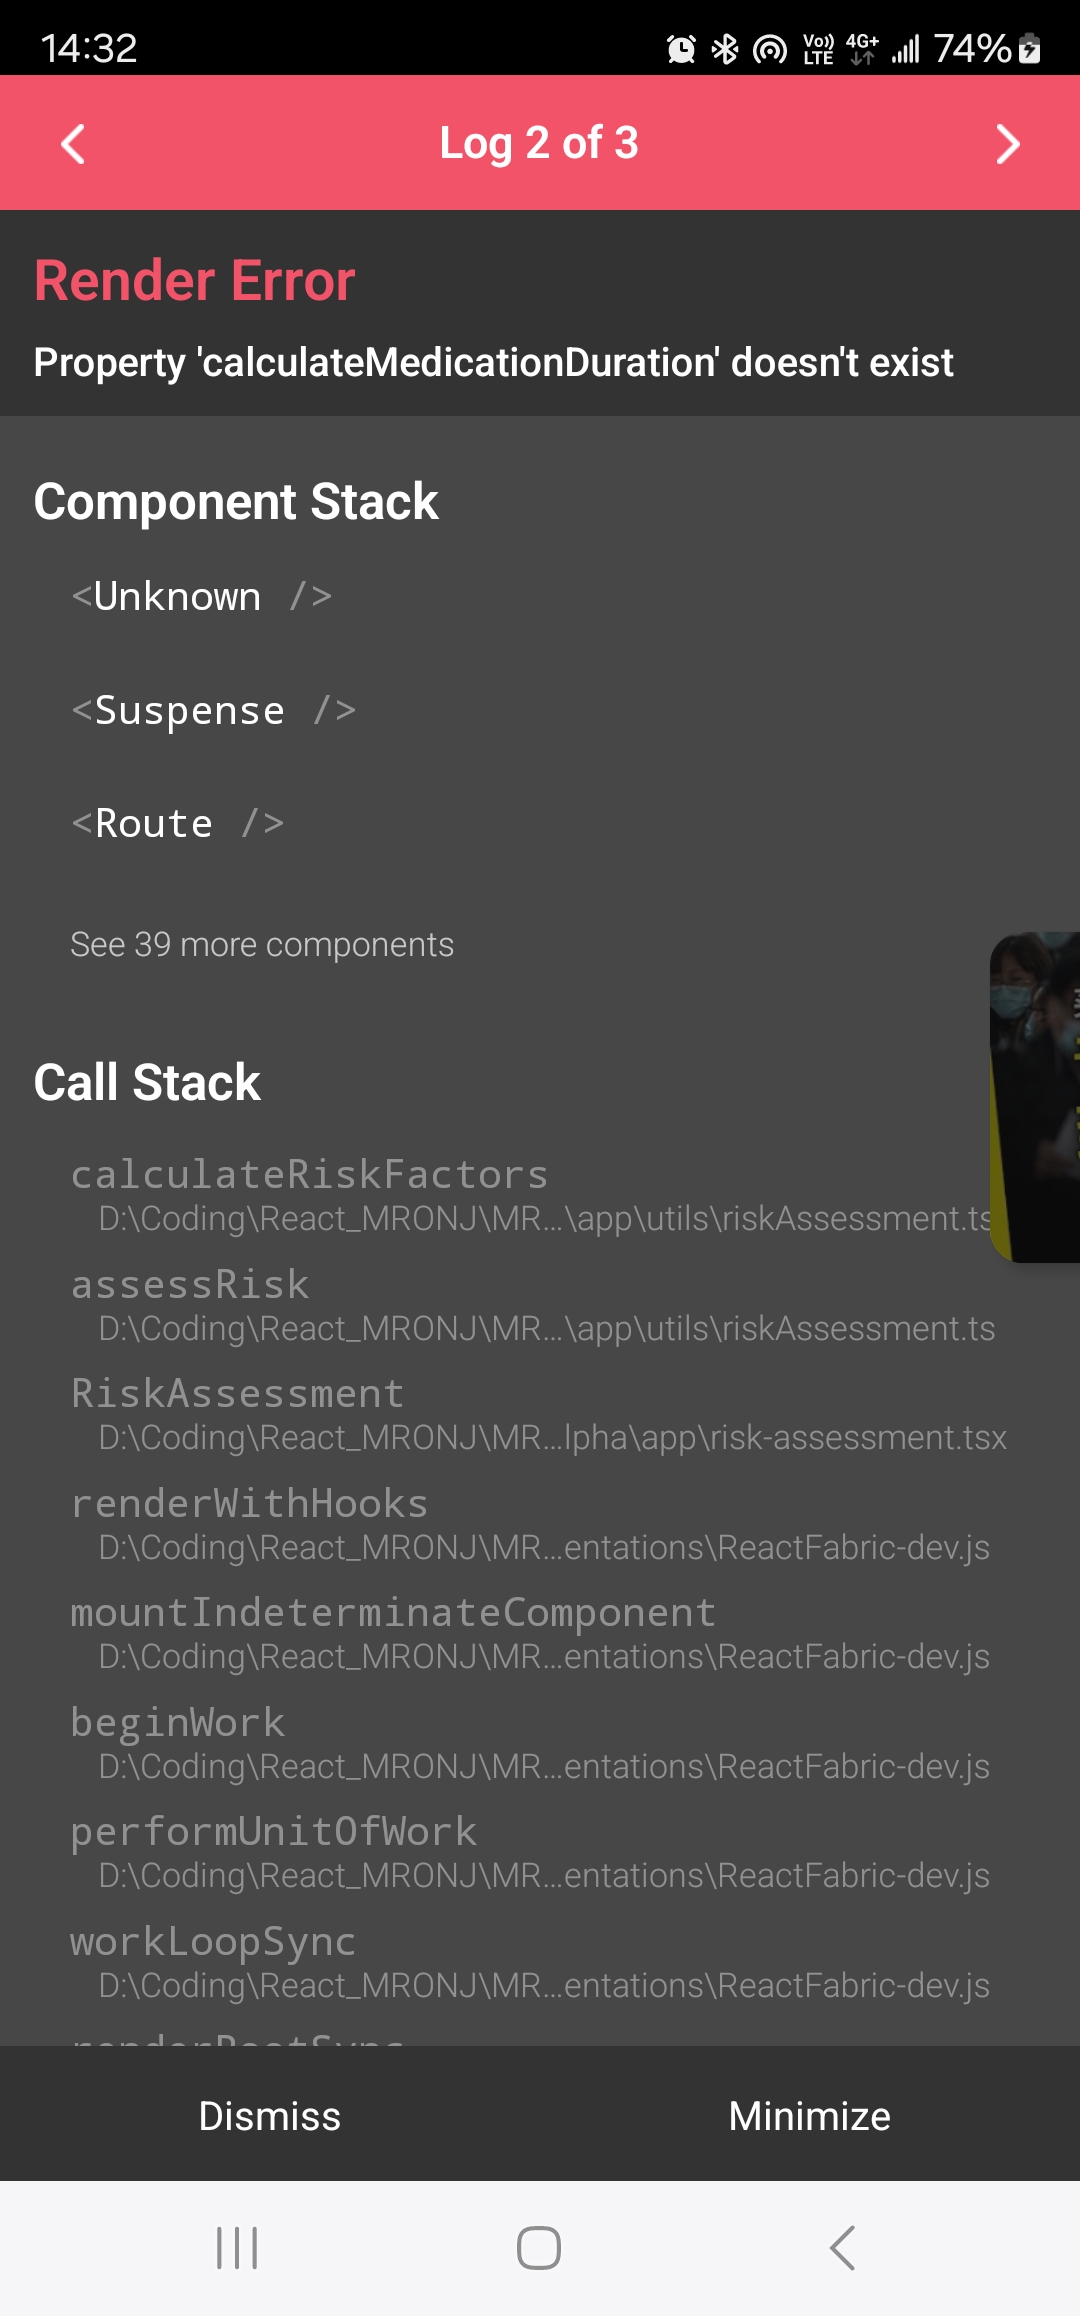 14:32
Vo)) LTE 4G+ 74%
Log 2 of 3
Render Error
Property 'calculateMedicationDuration' doesn't exist
Component Stack
<Unknown />
<Suspense />
<Route />
See 39 more components
Call Stack
calculateRiskFactors
D:\Coding\React_MRONJ\MR...\app\utils\riskAssessment.ts
assessRisk
D:\Coding\React_MRONJ\MR...\app\utils\riskAssessment.ts
RiskAssessment
D:\Coding\React_MRONJ\MR...lpha\app\risk-assessment.tsx
renderWithHooks
D:\Coding\React_MRONJ\MR...entations\ReactFabric-dev.js
mountIndeterminateComponent
D:\Coding\React_MRONJ\MR...entations\ReactFabric-dev.js
beginWork
D:\Coding\React_MRONJ\MR...entations\ReactFabric-dev.js
performUnitOfWork
D:\Coding\React_MRONJ\MR...entations\ReactFabric-dev.js
workLoopSync
D:\Coding\React_MRONJ\MR...entations\ReactFabric-dev.js
renderRootSync
Dismiss
Minimize